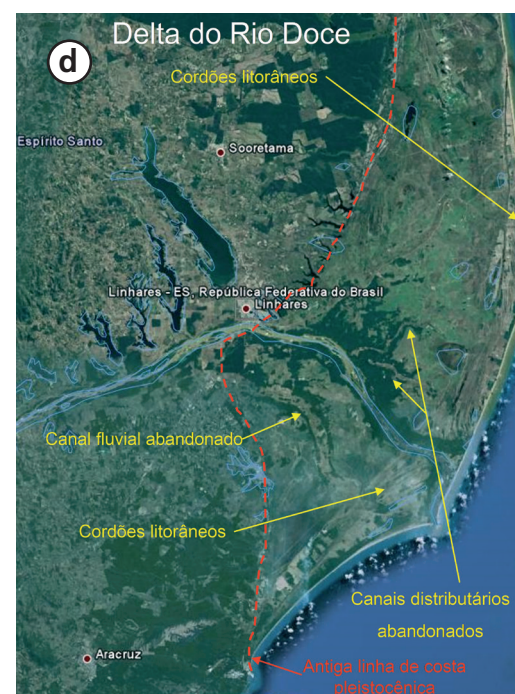 Delta do Rio Doce
d
Cordões litorâneos
Espírito Santo
Sooretama
Linhares - ES, República Federativa do Brasil
Linhares
Canal fluvial abandonado
Cordões litorâneos
Canais distributários
abandonados
Aracruz
Antiga linha de costa
pleistocênica